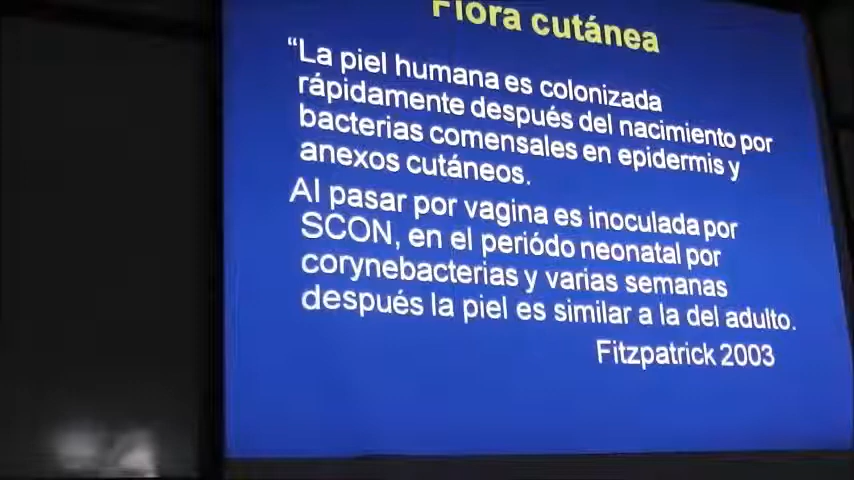 Flora cutánea
“La piel humana es colonizada
rápidamente después del nacimiento por
bacterias comensales en epidermis y
anexos cutáneos.
Al pasar por vagina es inoculada por
SCON, en el periódo neonatal por
corynebacterias y varias semanas
después la piel es similar a la del adulto.
Fitzpatrick 2003